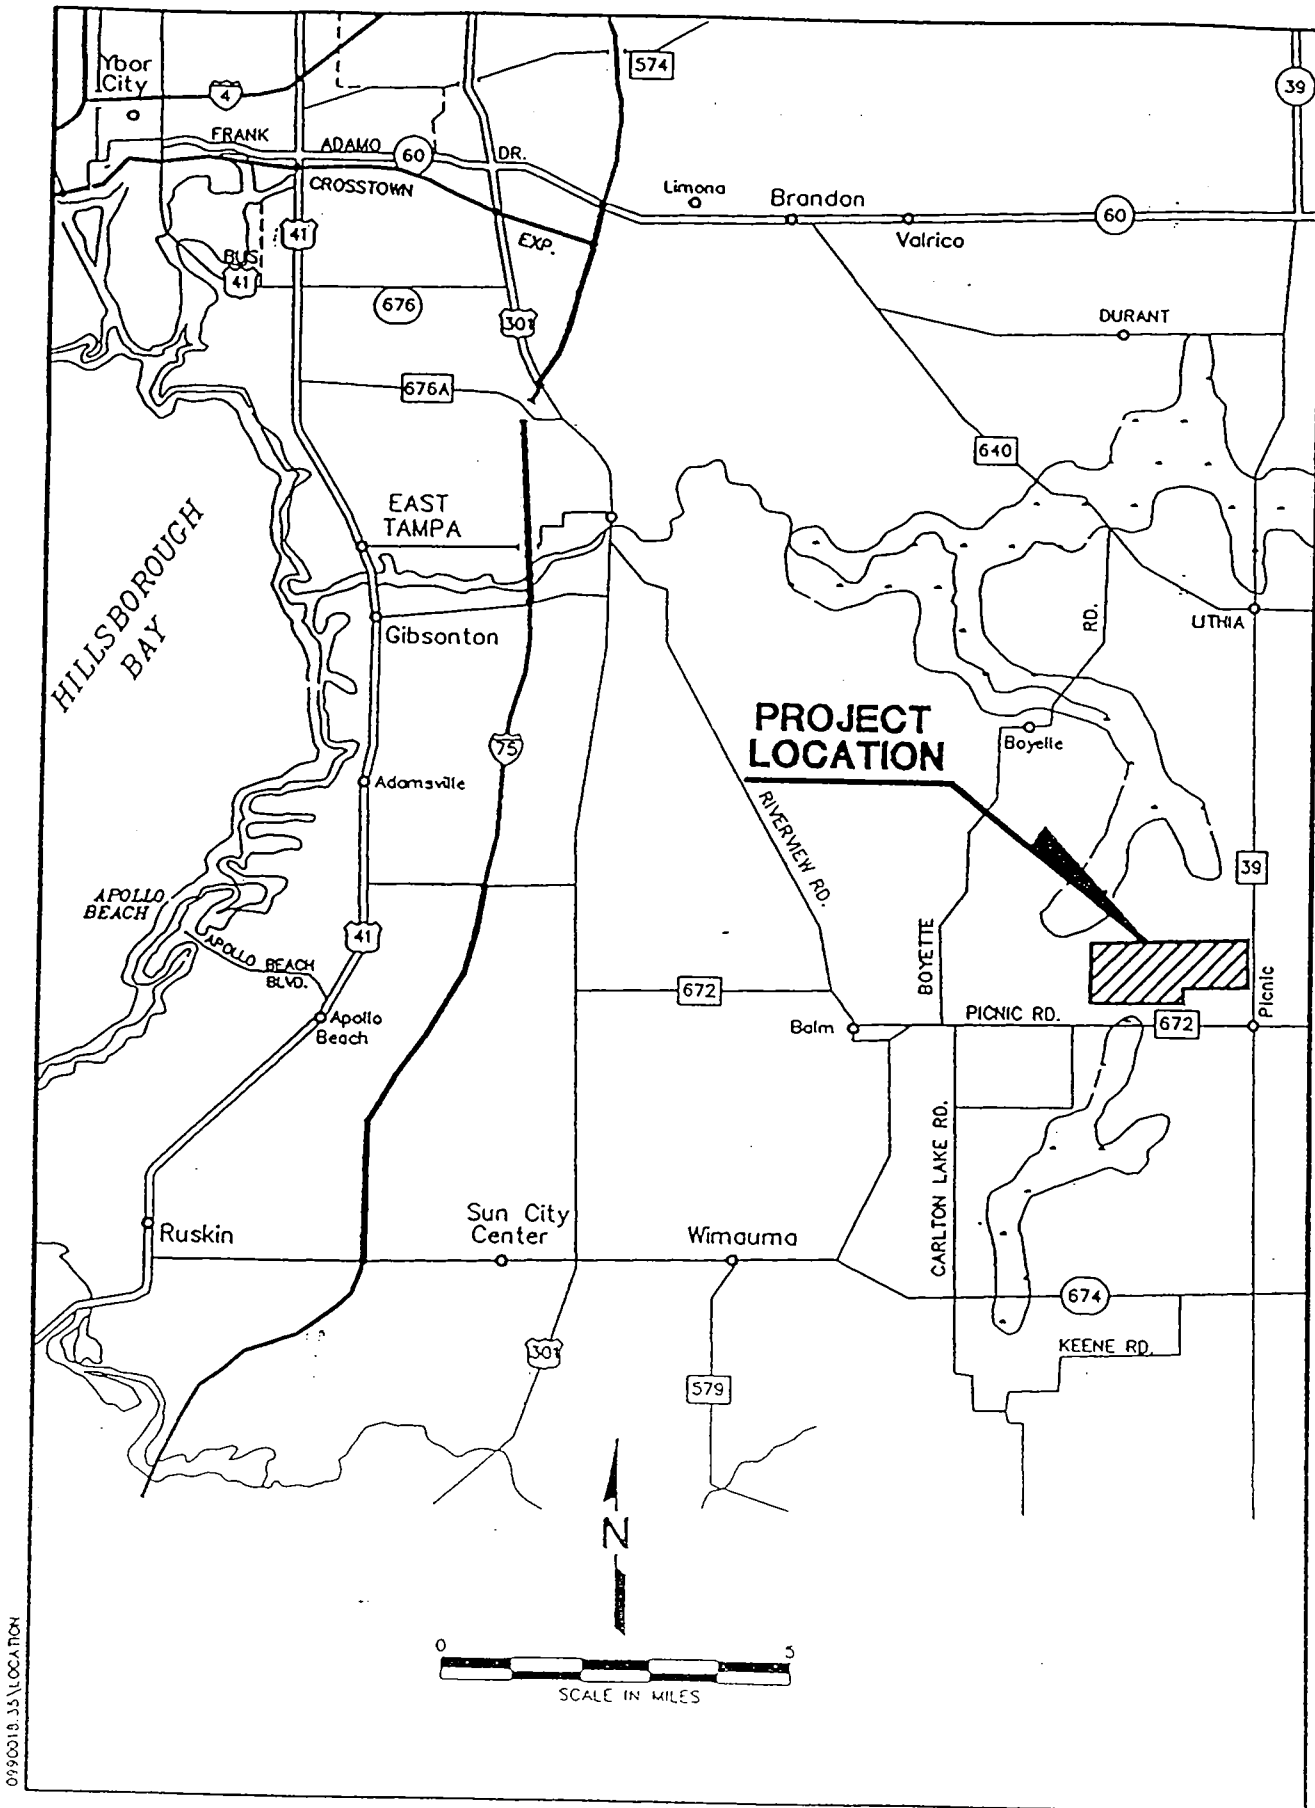 574
39
Ybor
City
4
FRANK
ADAMO
60
DR.
CROSSTOWN
Limona
Brandon
60
41
EXP.
Valrico
BUS
41
676
301
DURANT
676A
640
EAST
TAMPA
HILLSBOROUGH
BAY
RD.
LITHIA
Gibsonton
PROJECT
LOCATION
Boyelle
75
Adamsville
RIVERVIEW RD.
39
APOLLO
BEACH
41
APOLLO BEACH
BLVD.
BOYETTE
672
Picnic
PICNIC RD.
672
Apollo
Beach
Balm
CARLTON LAKE RD.
Ruskin
Sun City
Center
Wimauma
674
301
KEENE RD.
579
N
0
5
SCALE IN MILES
0990018.35\LOCATION